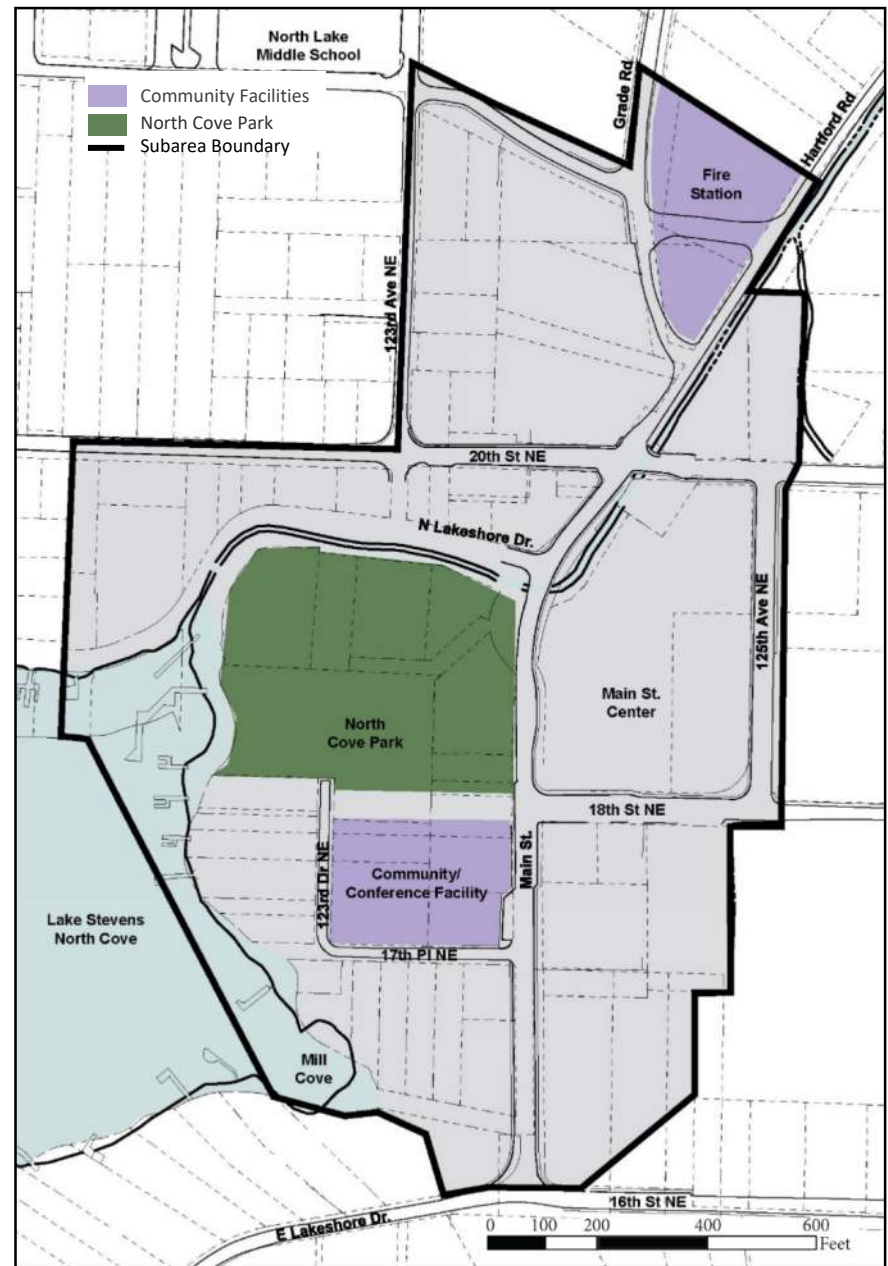 North Lake
Middle School
Community Facilities
North Cove Park
Subarea Boundary
Grade Rd
Hartford Rd
Fire
Station
123rd Ave NE
20th St NE
N Lakeshore Dr.
125th Ave NE
Main St.
Center
North
Cove Park
18th St NE
Main St.
123rd Dr NE
Community/
Conference Facility
17th Pl NE
Lake Stevens
North Cove
Mill
Cove
16th St NE
E Lakeshore Dr.
0 100 200 400 600
Feet